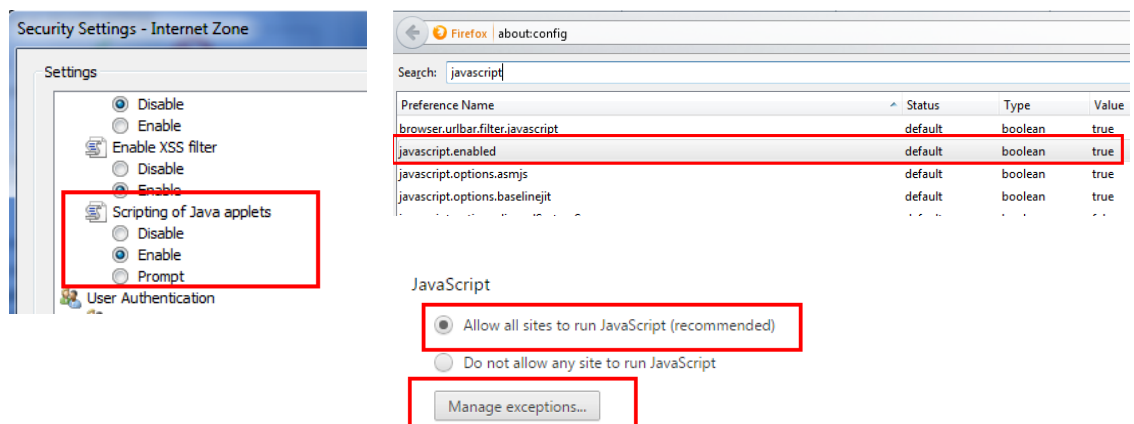 Security Settings - Internet Zone
Settings
Disable
Enable
Enable XSS filter
Disable
Enable
Scripting of Java applets
Disable
Enable
Prompt
User Authentication
Firefox about:config
Search: javascript
Preference Name Status Type Value
browser.urlbar.filter.javascript default boolean true
javascript.enabled default boolean true
javascript.options.asmjs default boolean true
javascript.options.baselinejit default boolean true
JavaScript
Allow all sites to run JavaScript (recommended)
Do not allow any site to run JavaScript
Manage exceptions...